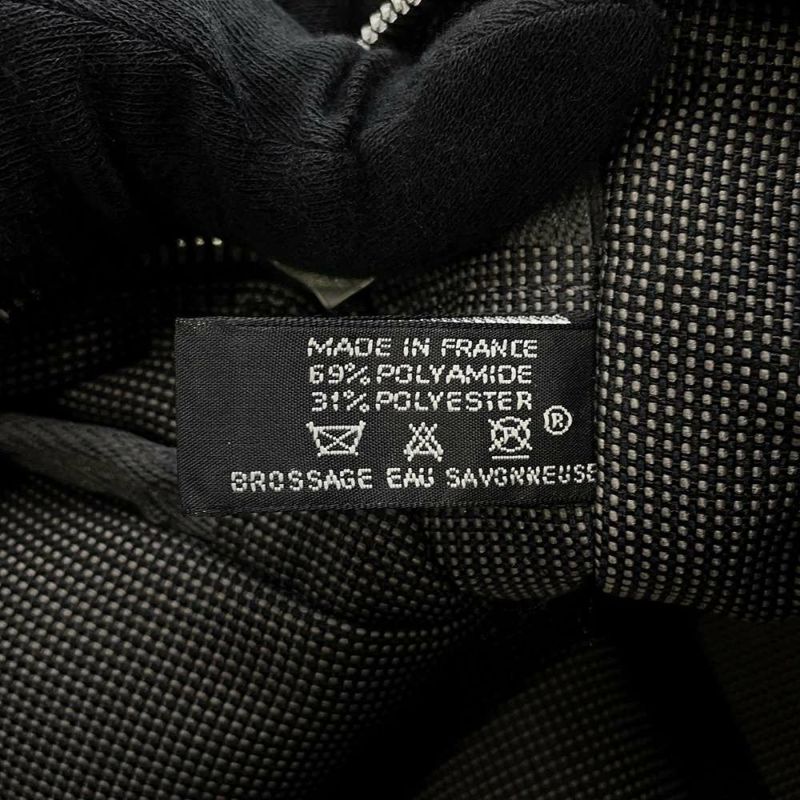 MADE IN FRANCE
69% POLYAMIDE
31% POLYESTER
®
BROSSAGE EAU SAVONNEUSE